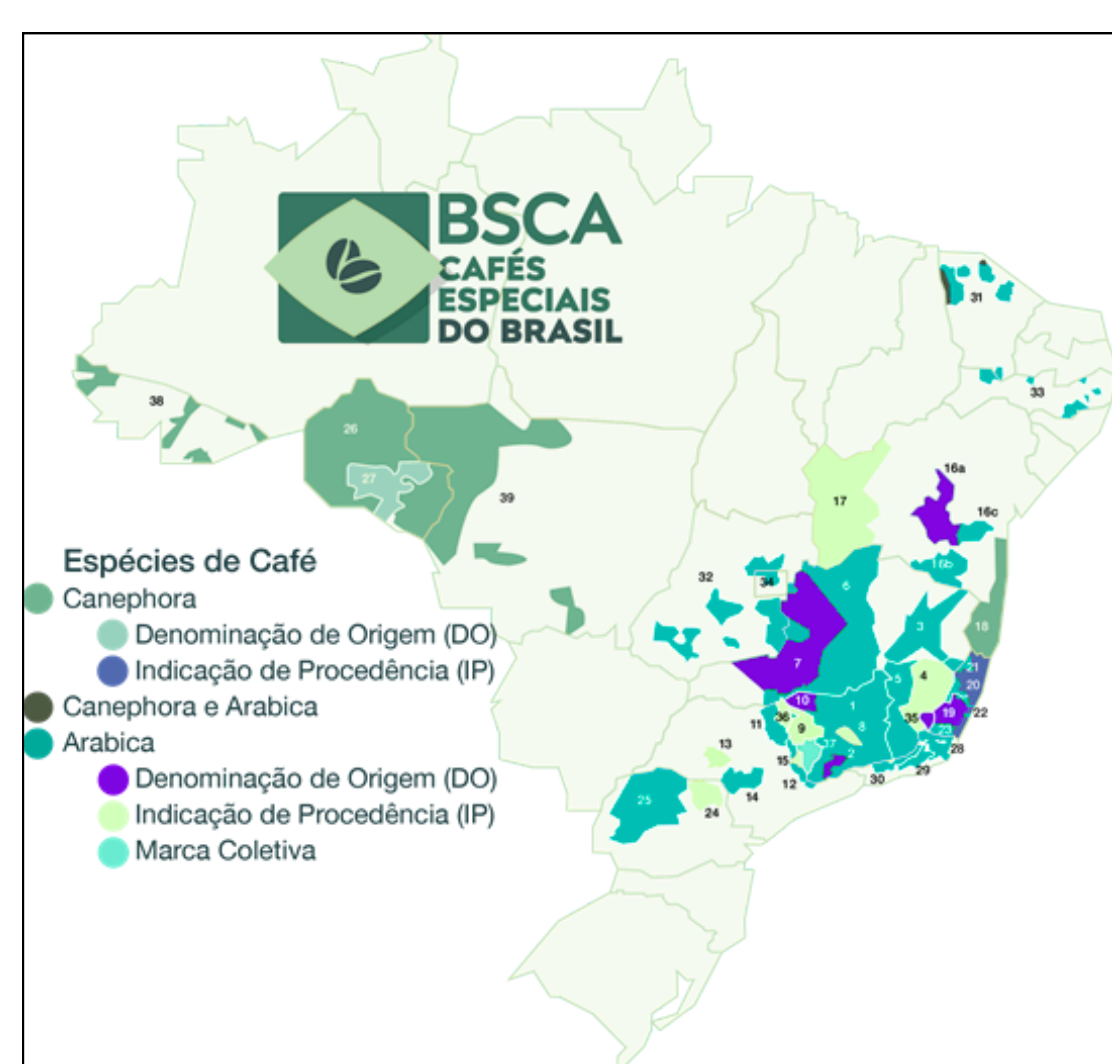 BSCA
CAFÉS
ESPECIAIS
DO BRASIL
31
33
38
26
27
39
17
16a
16c
16b
18
32
34
6
3
7
21
20
5
4
10
1
19
22
11
36
9
8
35
23
13
37
2
28
15
29
12
30
14
25
24
Espécies de Café
Canephora
Denominação de Origem (DO)
Indicação de Procedência (IP)
Canephora e Arabica
Arabica
Denominação de Origem (DO)
Indicação de Procedência (IP)
Marca Coletiva